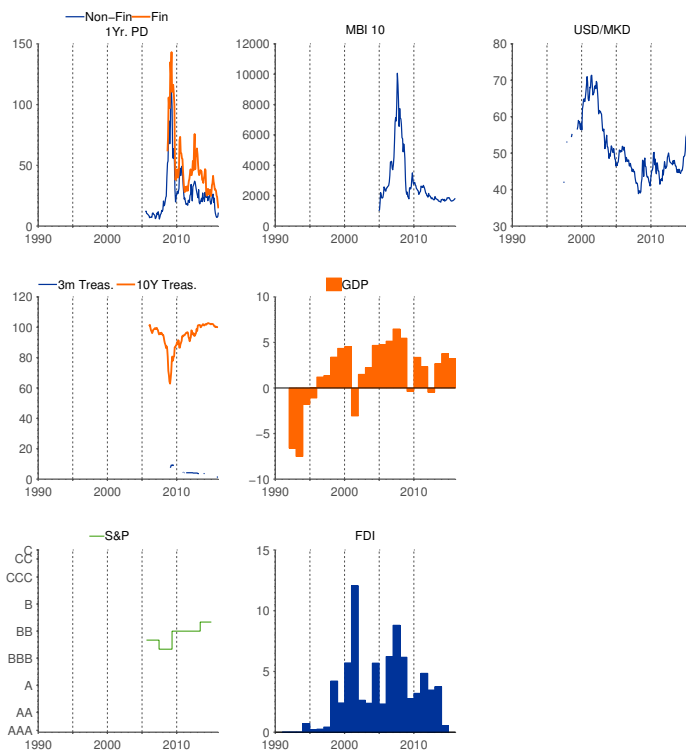 Non−Fin Fin
1Yr. PD
150
100
50
0
1990 2000 2010
MBI 10
12000
10000
8000
6000
4000
2000
0
1990 2000 2010
USD/MKD
80
70
60
50
40
30
1990 2000 2010
3m Treas. 10Y Treas.
120
100
80
60
40
20
0
1990 2000 2010
GDP
10
5
0
−5
−10
1990 2000 2010
S&P
C
CC
CCC
B
BB
BBB
A
AA
AAA
1990 2000 2010
FDI
15
10
5
0
1990 2000 2010